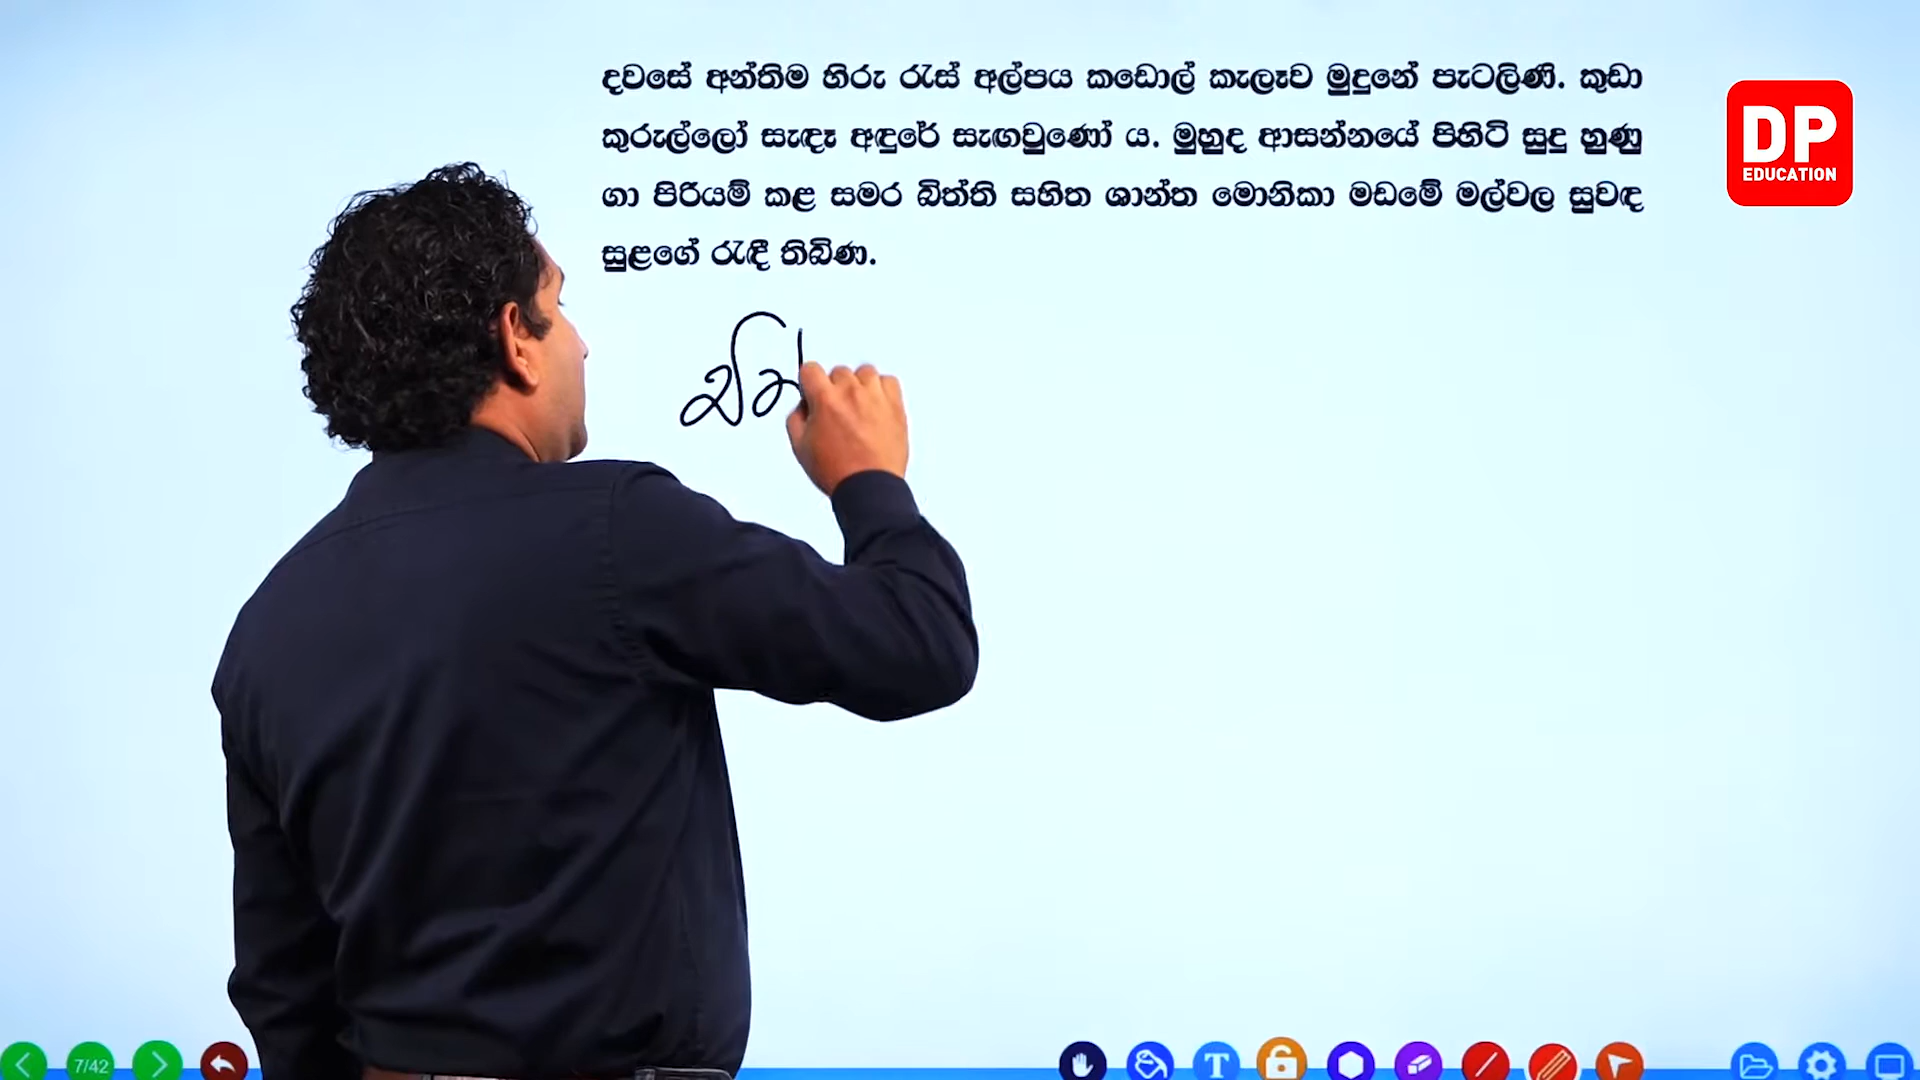 දවසේ අන්තිම හිරු රැස් අල්පය කඩොල් කැලෑව මුදුනේ පැටලිණි. කුඩා
කුරුල්ලෝ සැඳෑ අඳුරේ සැඟවුණෝ ය. මුහුද ආසන්නයේ පිහිටි සුදු හුණු
ගා පිරියම් කළ සමර බිත්ති සහිත ශාන්ත මොනිකා මඩමේ මල්වල සුවඳ
සුළඟේ රැඳී තිබිණ.
DP
EDUCATION
7/42
T